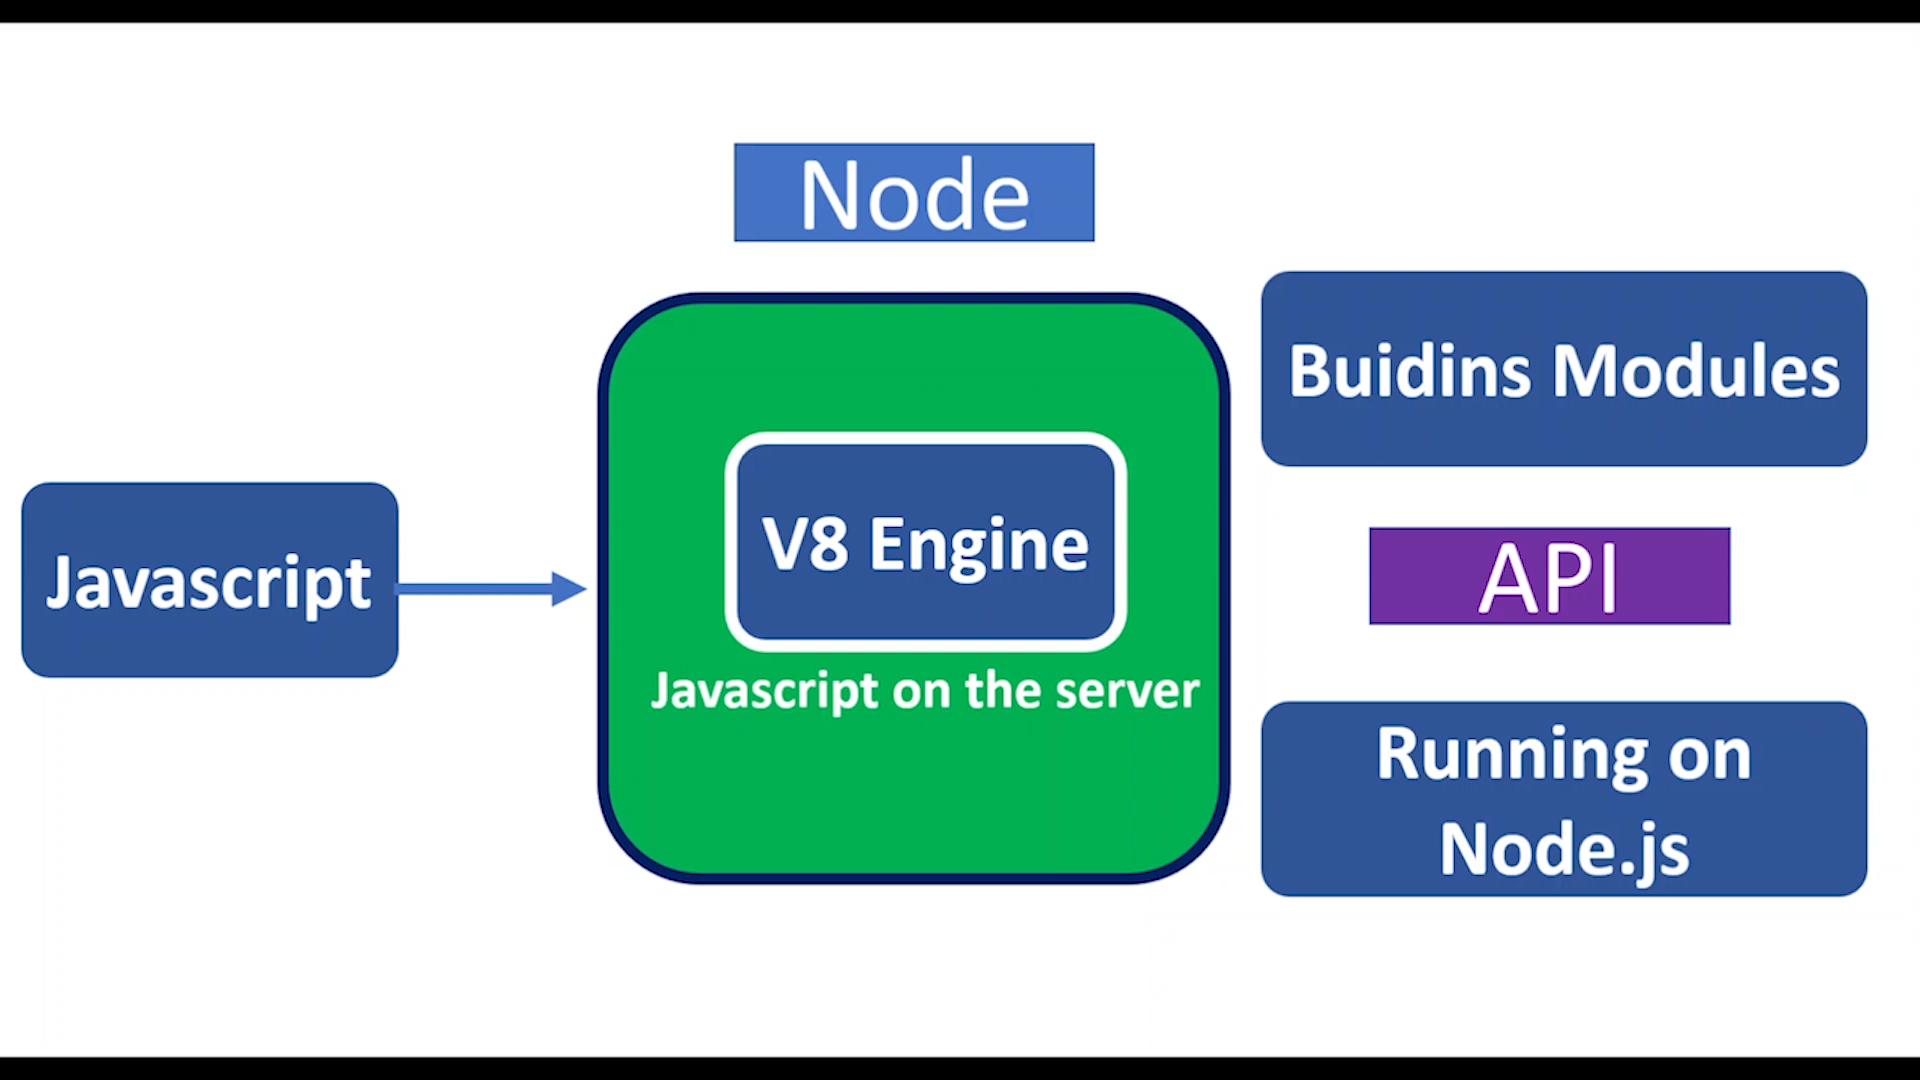 Node
Buidins Modules
Javascript
V8 Engine
Javascript on the server
API
Running on
Node.js